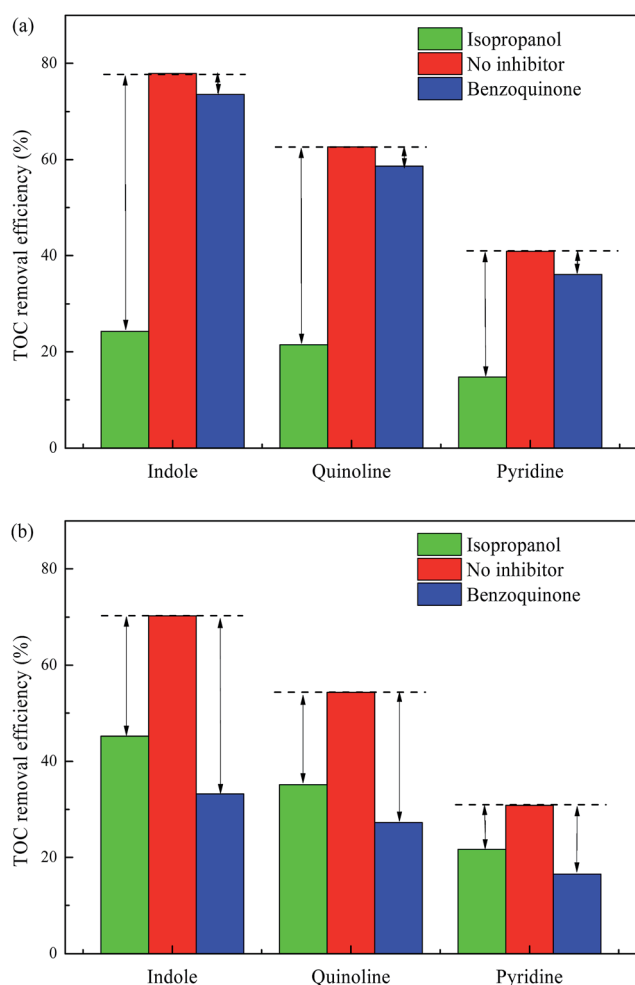 (a)
Isopropanol
No inhibitor
Benzoquinone
TOC removal efficiency (%)
80
60
40
20
0
Indole
Quinoline
Pyridine
(b)
Isopropanol
No inhibitor
Benzoquinone
TOC removal efficiency (%)
80
60
40
20
0
Indole
Quinoline
Pyridine